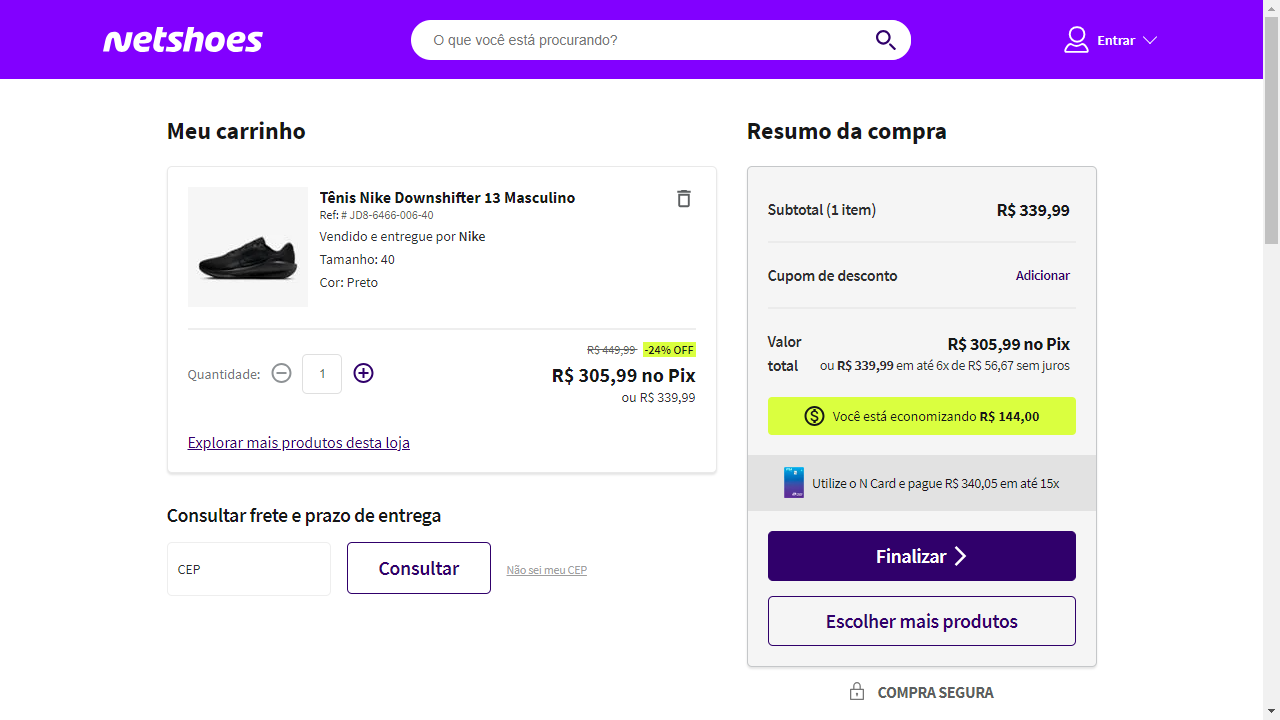 netshoes
O que você está procurando?
Entrar
Meu carrinho
Tênis Nike Downshifter 13 Masculino
Ref: # JD8-6466-006-40
Vendido e entregue por Nike
Tamanho: 40
Cor: Preto
R$ 449,99 -24% OFF
Quantidade: 1
R$ 305,99 no Pix
ou R$ 339,99
Explorar mais produtos desta loja
Consultar frete e prazo de entrega
CEP
Consultar
Não sei meu CEP
Resumo da compra
Subtotal (1 item) R$ 339,99
Cupom de desconto Adicionar
Valor total
R$ 305,99 no Pix
ou R$ 339,99 em até 6x de R$ 56,67 sem juros
Você está economizando R$ 144,00
Utilize o N Card e pague R$ 340,05 em até 15x
Finalizar
Escolher mais produtos
COMPRA SEGURA